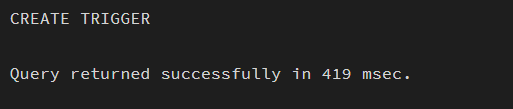 CREATE TRIGGER
Query returned successfully in 419 msec.